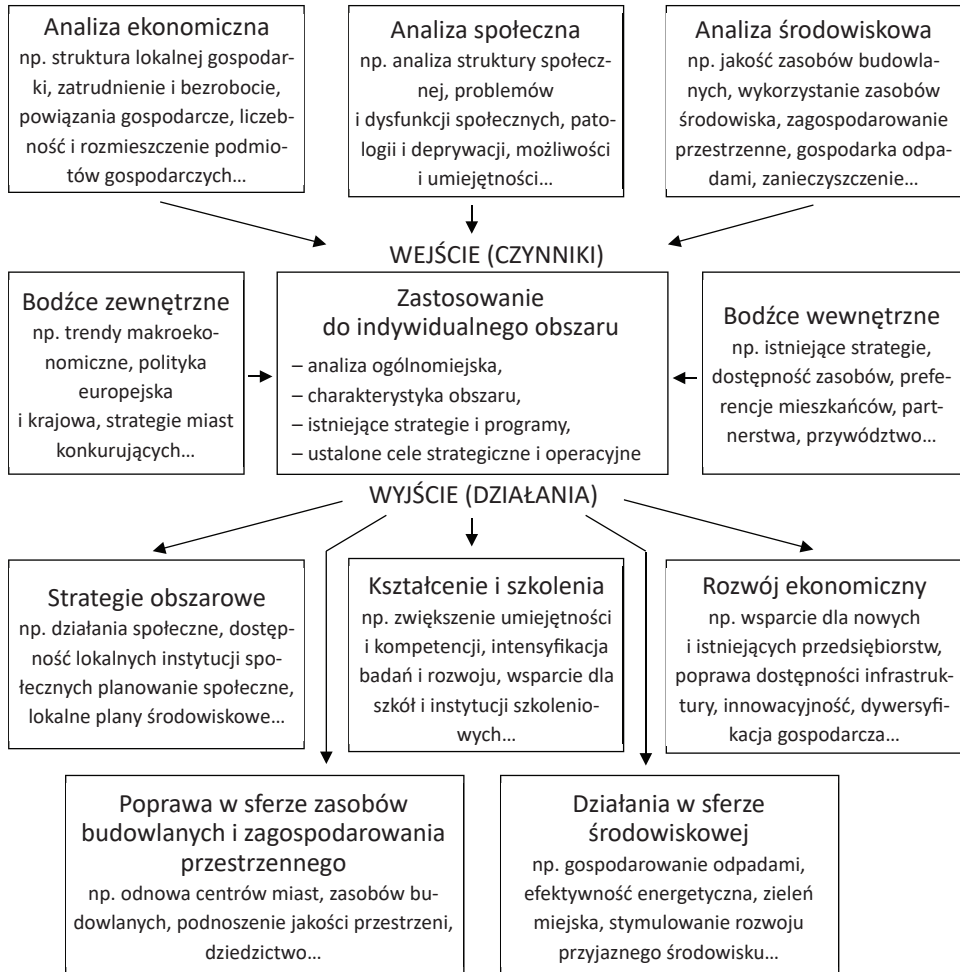 Analiza ekonomiczna
np. struktura lokalnej gospodar-
ki, zatrudnienie i bezrobocie,
powiązania gospodarcze, liczeb-
ność i rozmieszczenie podmio-
tów gospodarczych...
Analiza społeczna
np. analiza struktury społecz-
nej, problemów
i dysfunkcji społecznych, pato-
logii i deprywacji, możliwości
i umiejętności...
Analiza środowiskowa
np. jakość zasobów budowla-
nych, wykorzystanie zasobów
środowiska, zagospodarowanie
przestrzenne, gospodarka odpa-
dami, zanieczyszczenie...
WEJŚCIE (CZYNNIKI)
Bodźce zewnętrzne
np. trendy makroeko-
nomiczne, polityka
europejska
i krajowa, strategie miast
konkurujących...
Zastosowanie
do indywidualnego obszaru
– analiza ogólnomiejska,
– charakterystyka obszaru,
– istniejące strategie i programy,
– ustalone cele strategiczne i operacyjne
Bodźce wewnętrzne
np. istniejące strategie,
dostępność zasobów, prefe-
rencje mieszkańców, part-
nerstwa, przywództwo...
WYJŚCIE (DZIAŁANIA)
Strategie obszarowe
np. działania społeczne, dostęp-
ność lokalnych instytucji spo-
łecznych planowanie społeczne,
lokalne plany środowiskowe...
Kształcenie i szkolenia
np. zwiększenie umiejętności
i kompetencji, intensyfikacja
badań i rozwoju, wsparcie dla
szkół i instytucji szkolenio-
wych...
Rozwój ekonomiczny
np. wsparcie dla nowych
i istniejących przedsiębiorstw,
poprawa dostępności infrastruk-
tury, innowacyjność, dywersyfi-
kacja gospodarcza...
Poprawa w sferze zasobów
budowlanych i zagospodarowania
przestrzennego
np. odnowa centrów miast, zasobów bu-
dowlanych, podnoszenie jakości przestrzeni,
dziedzictwo...
Działania w sferze
środowiskowej
np. gospodarowanie odpadami,
efektywność energetyczna, zieleń
miejska, stymulowanie rozwoju
przyjaznego środowisku...